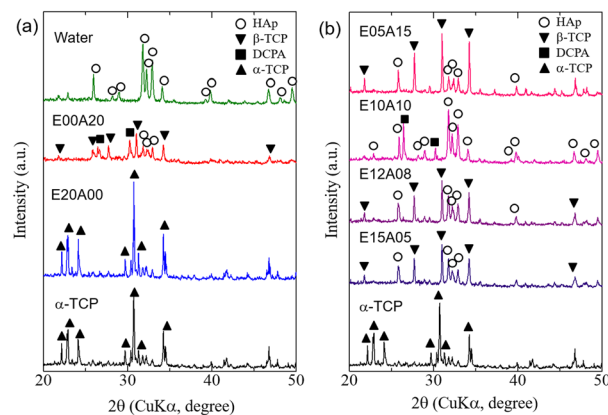 (a)
Water
HAp
β-TCP
DCPA
α-TCP
E00A20
E20A00
α-TCP
Intensity (a.u.)
20 30 40 50
2θ (CuKα, degree)
(b)
E05A15
HAp
β-TCP
DCPA
α-TCP
E10A10
E12A08
E15A05
α-TCP
Intensity (a.u.)
20 30 40 50
2θ (CuKα, degree)